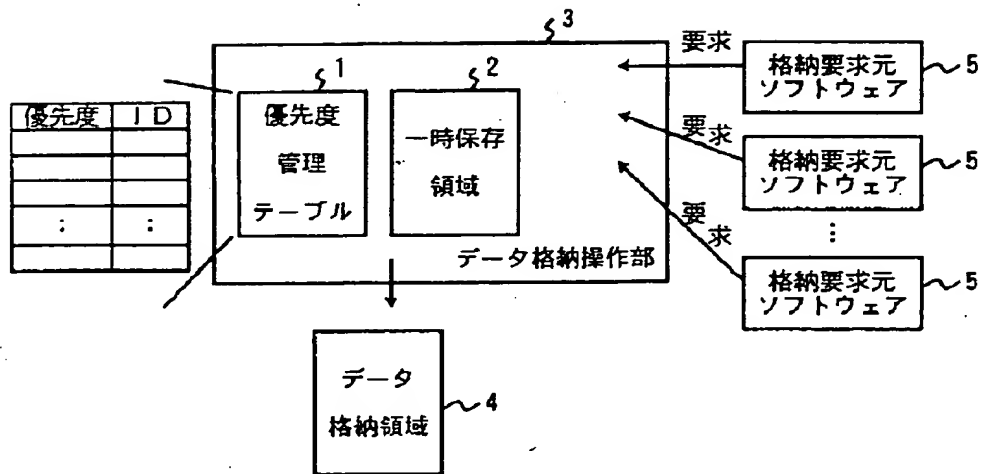 3
優先度 ID
:
:
1
優先度
管理
テーブル
2
一時保存
領域
データ格納操作部
要求
格納要求元
ソフトウェア
5
要求
格納要求元
ソフトウェア
5
⋮
要求
格納要求元
ソフトウェア
5
データ
格納領域
4